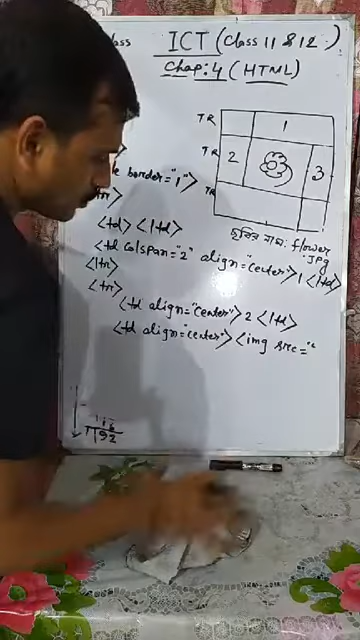 ICT (Class 11 & 12)
Chap: 4 (HTML)
TR
1
TR
2
3
TR
ছবির নাম: flower
.jpg
border="1">
<td> </td>
<td colspan="2" align="center"> 1 </td>
</tr>
<tr>
<td align="center"> 2 </td>
<td align="center"> <img src="